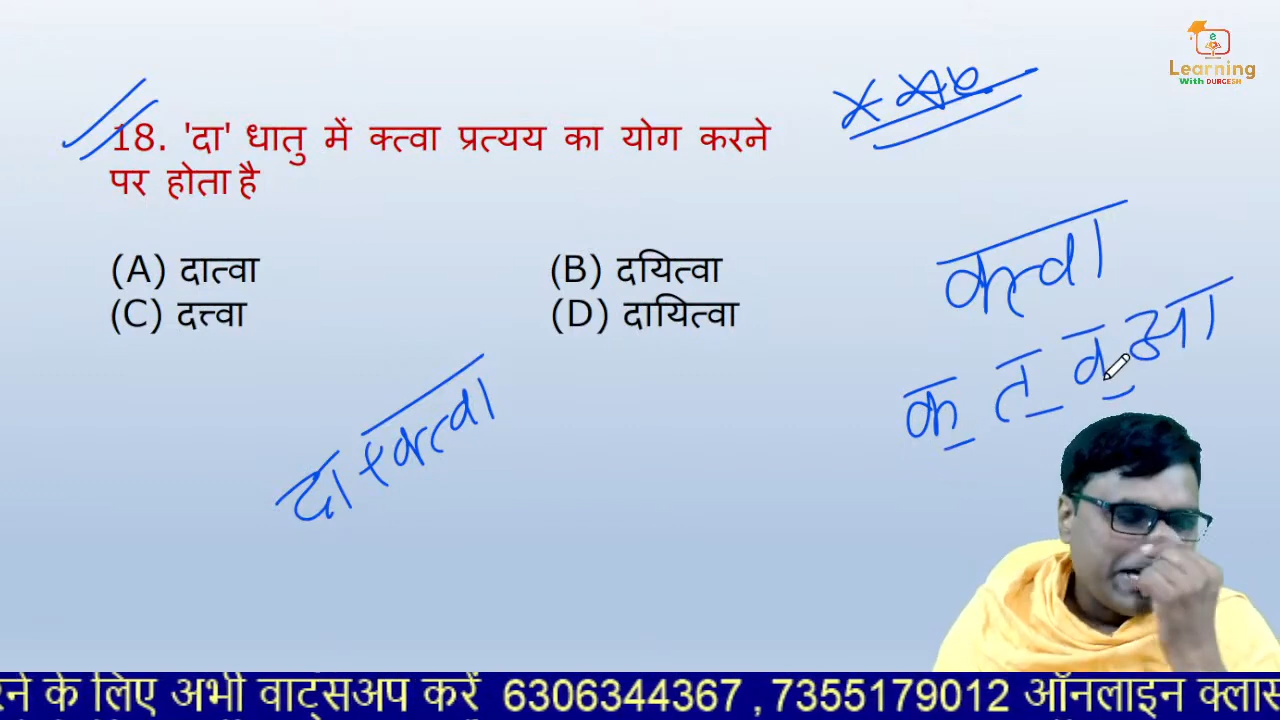 e
Learning
With DURGESH
18. 'दा' धातु में क्त्वा प्रत्यय का योग करने
पर होता है
(A) दात्वा
(B) दयित्वा
(C) दत्त्वा
(D) दायित्वा
क्त्वा
क् त् व् आ
दा + क्त्वा
रने के लिए अभी वाट्सअप करें 6306344367 , 7355179012 ऑनलाइन क्लास